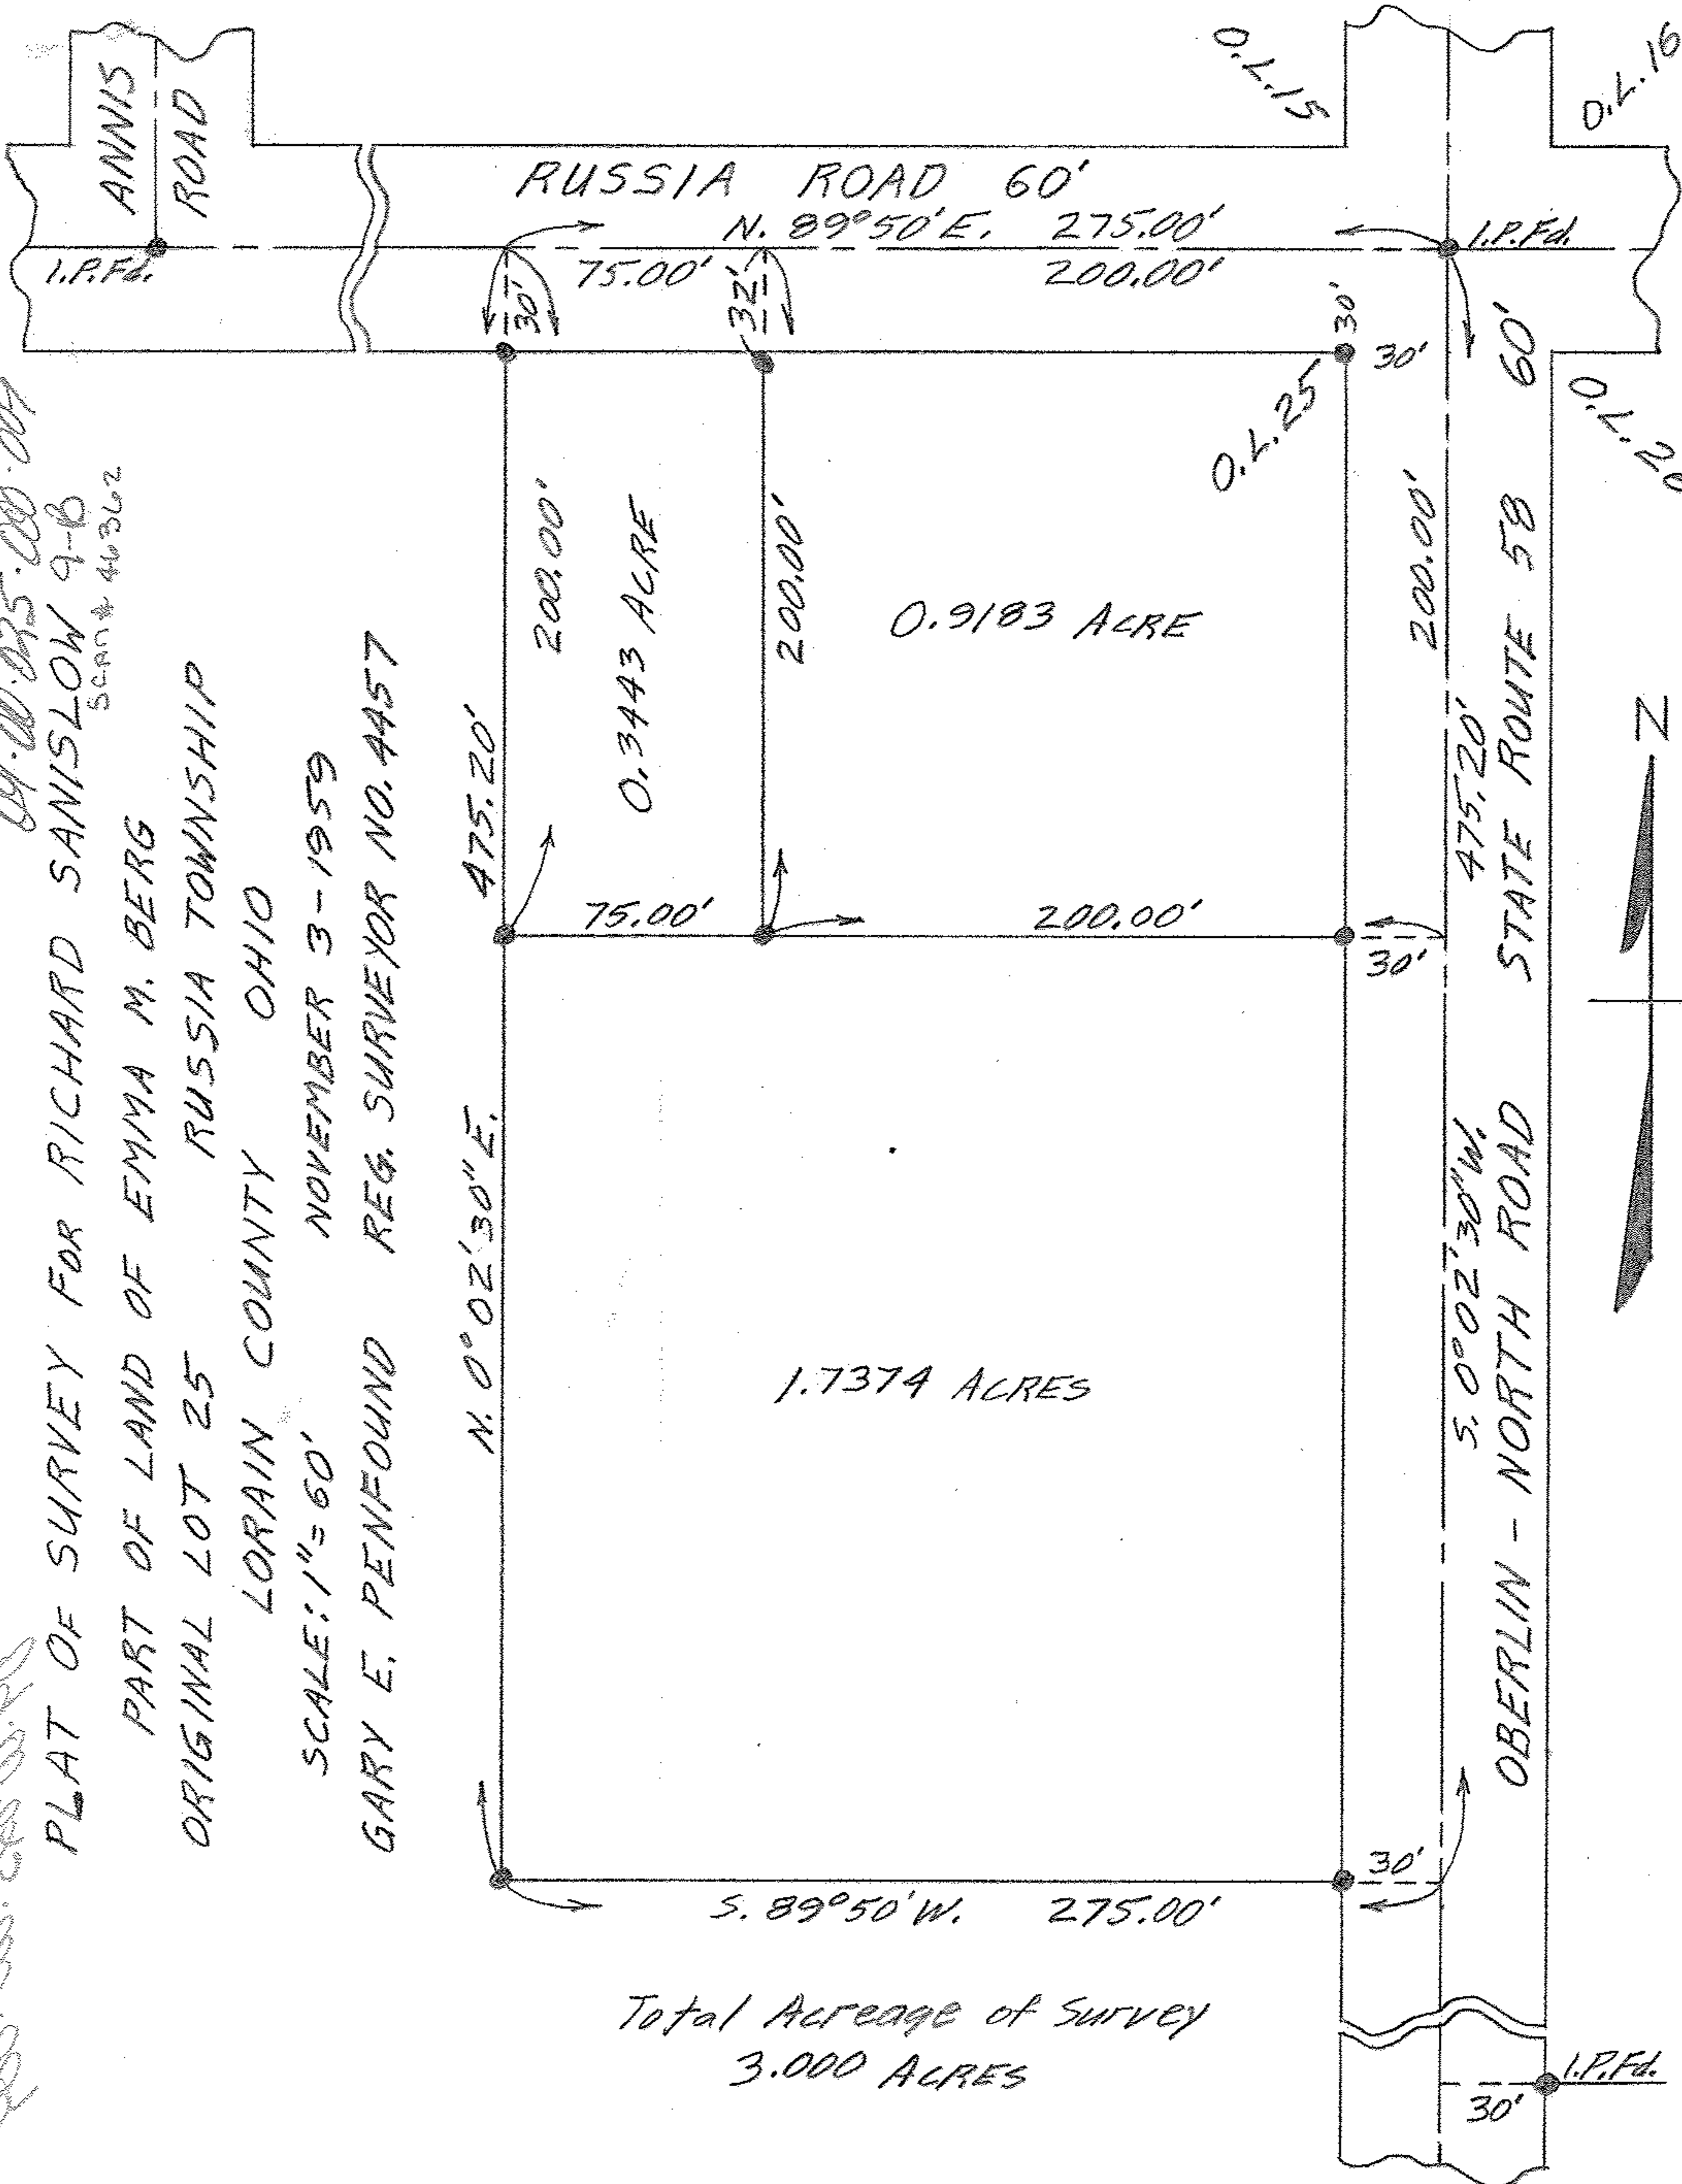 ANNIS
ROAD
O.L.15
O.L.16
RUSSIA ROAD 60'
N. 89°50'E. 275.00'
I.P.Fd.
I.P.Fd.
75.00' 200.00'
30'
32'
30'
30'
60'
O.L.25
PLAT OF SURVEY FOR RICHARD SANISLOW 9-B
Scan # 46362
PART OF LAND OF EMMA M. BERG
ORIGINAL LOT 25 RUSSIA TOWNSHIP
LORAIN COUNTY OHIO
SCALE: 1"= 60' NOVEMBER 3-1959
GARY E. PENFOUND REG. SURVEYOR NO. 4457
N. 0°02'30" E. 475.20'
200.00'
0.3443 ACRE
200.00'
0.9183 ACRE
200.00'
75.00' 200.00'
30'
S. 0°02'30"W. 475.20'
OBERLIN - NORTH ROAD STATE ROUTE 58
N
1.7374 ACRES
30'
S. 89°50'W. 275.00'
Total Acreage of Survey
3.000 ACRES
I.P.Fd.
30'